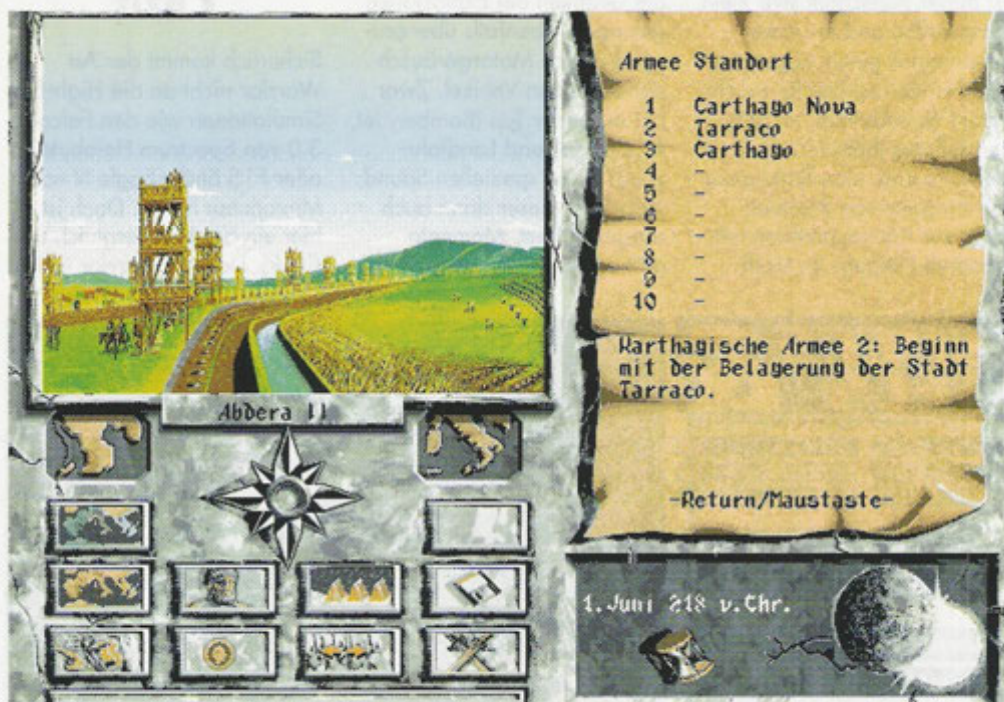 Abdera II
Armee Standort
1 Carthago Nova
2 Tarraco
3 Carthago
4 -
5 -
6 -
7 -
8 -
9 -
10 -
Karthagische Armee 2: Beginn
mit der Belagerung der Stadt
Tarraco.
-Return/Maustaste-
1.Juni 218 v.Chr.